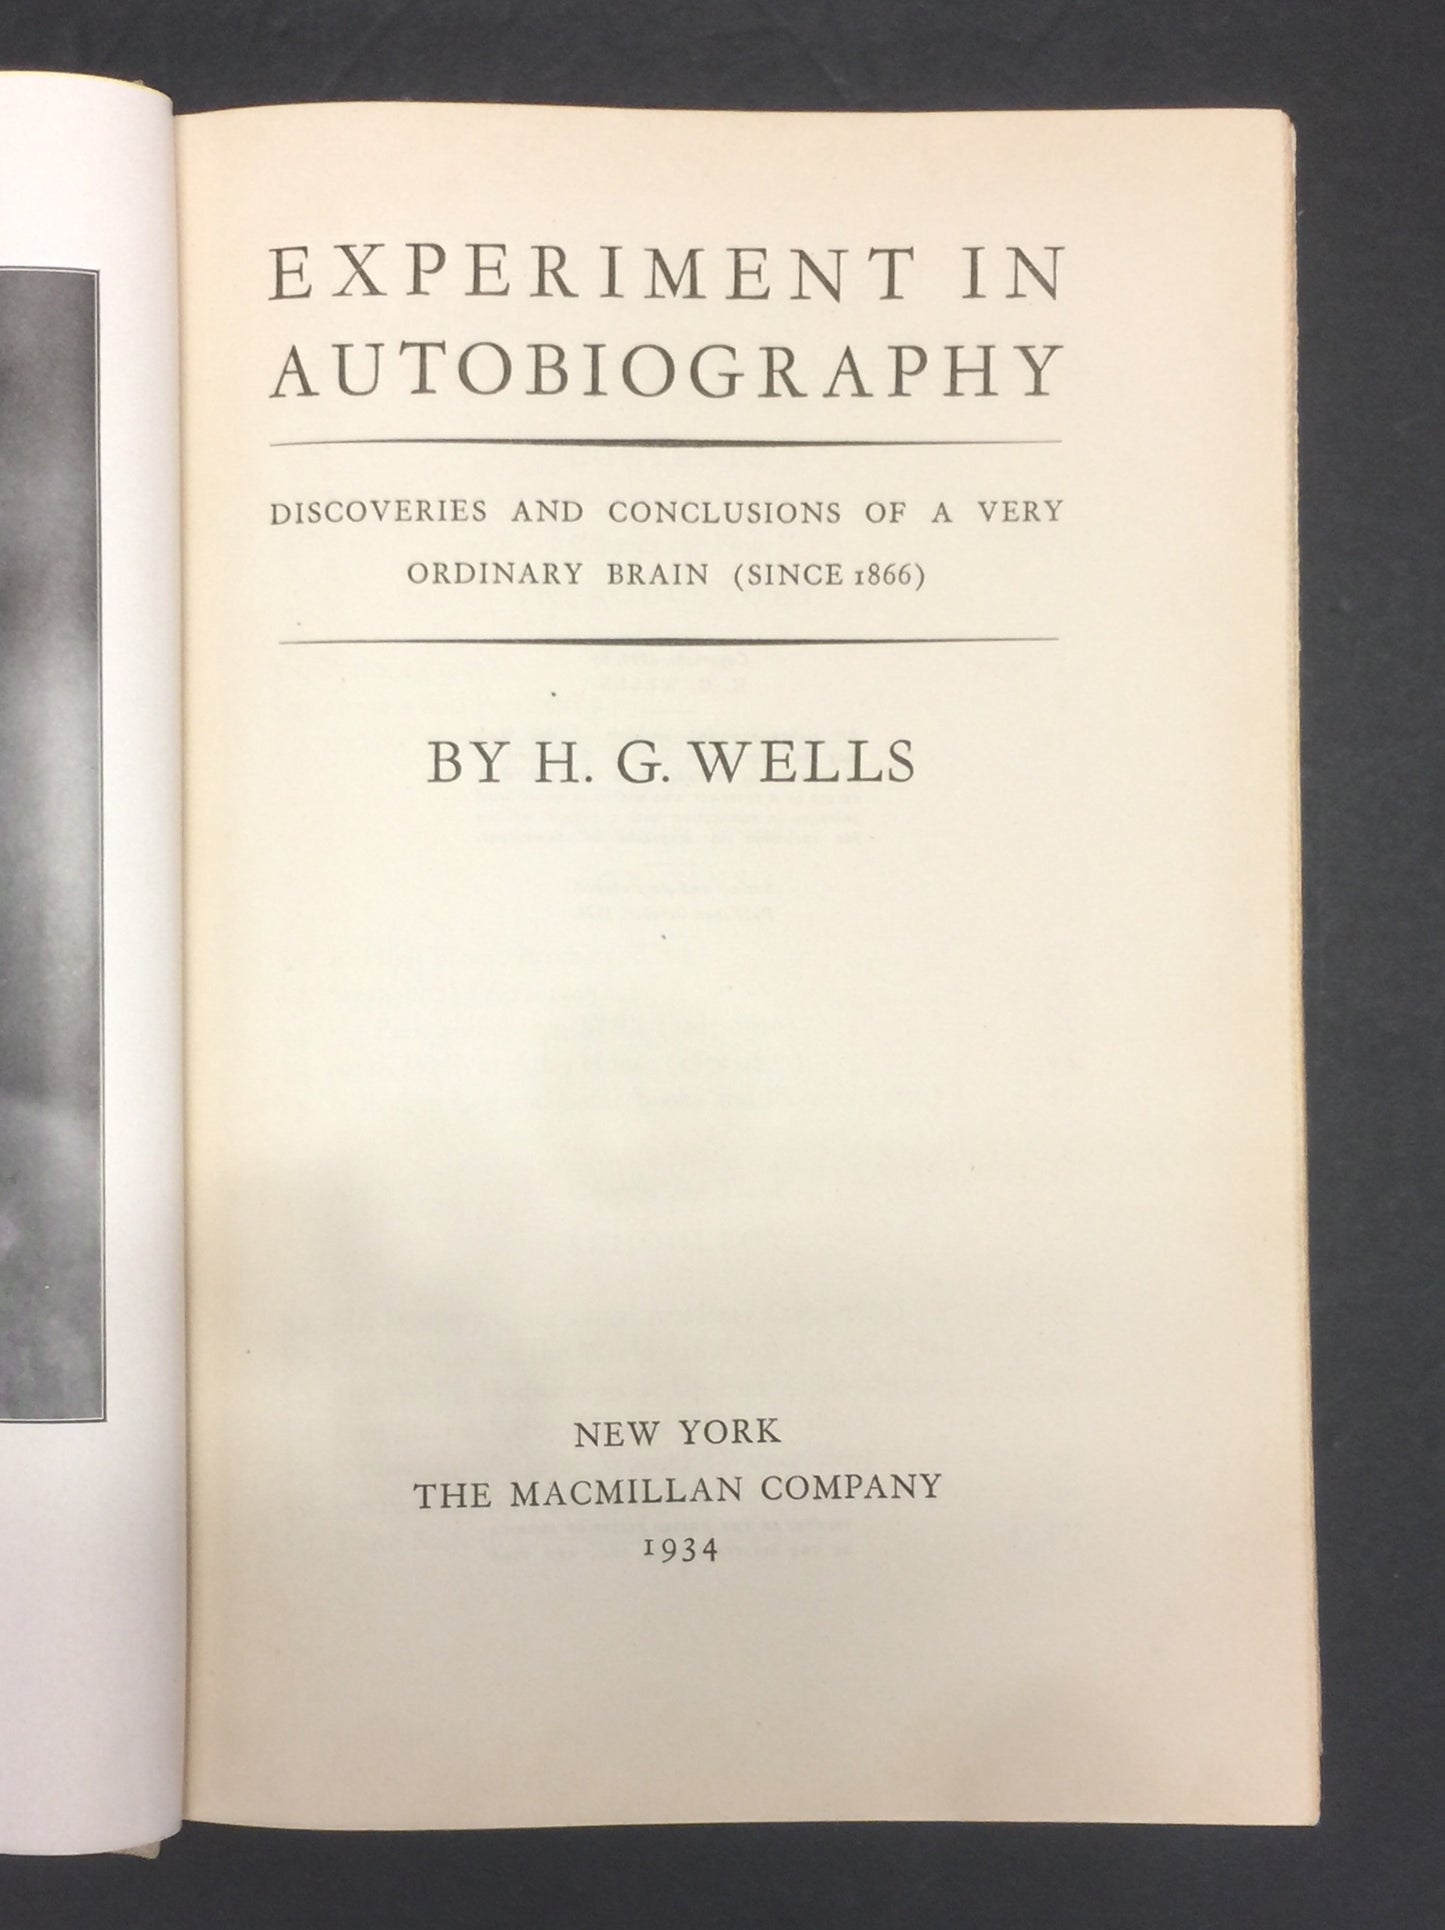 EXPERIMENT IN
AUTOBIOGRAPHY
DISCOVERIES AND CONCLUSIONS OF A VERY
ORDINARY BRAIN (SINCE 1866)
BY H. G. WELLS
NEW YORK
THE MACMILLAN COMPANY
1934